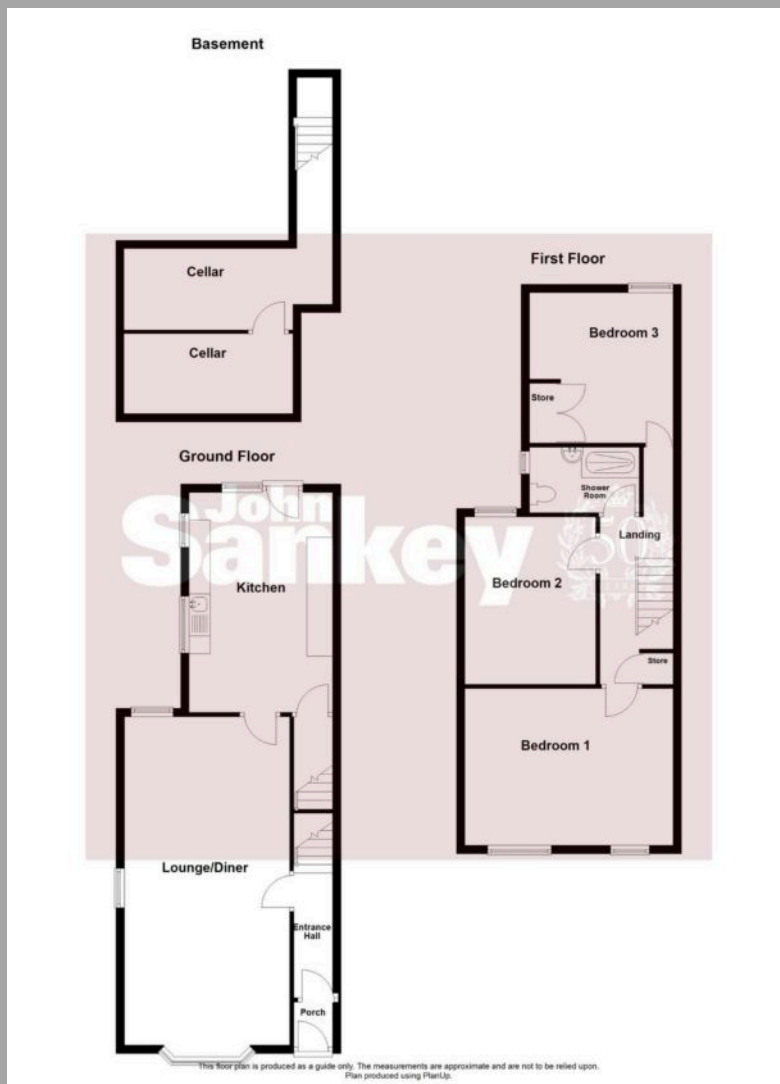 Basement
Cellar
Cellar
First Floor
Bedroom 3
Store
Shower
Room
Landing
Bedroom 2
Store
Bedroom 1
Ground Floor
John
Sankey
50
Kitchen
Lounge/Diner
Entrance
Hall
Porch
This floor plan is produced as a guide only. The measurements are approximate and are not to be relied upon.
Plan produced using PlanUp.